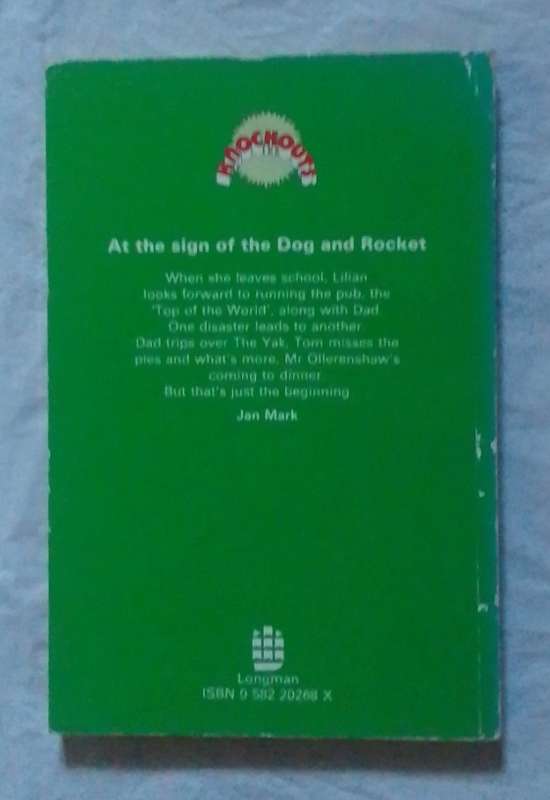 THE
KNOCKOUTS
At the sign of the Dog and Rocket
When she leaves school, Lilian
looks forward to running the pub, the
'Top of the World', along with Dad.
One disaster leads to another.
Dad trips over The Yak, Tom misses the
pies and what's more, Mr Ollerenshaw's
coming to dinner.
But that's just the beginning
Jan Mark
Longman
ISBN 0 582 20268 X